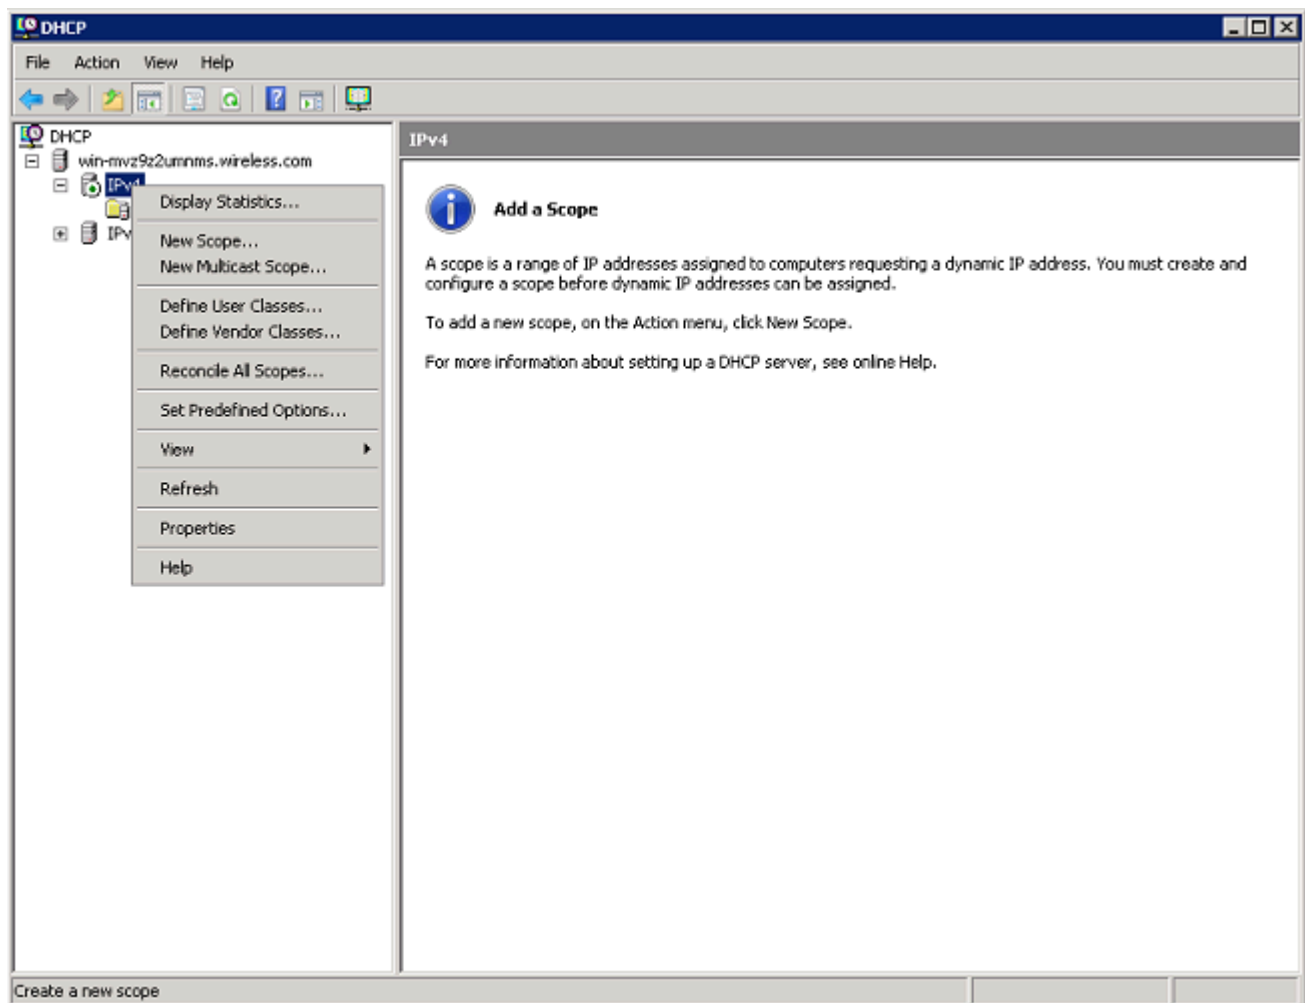 DHCP
File Action View Help
DHCP
win-mvz9z2umnms.wireless.com
IPv4
Display Statistics...
New Scope...
New Multicast Scope...
Define User Classes...
Define Vendor Classes...
Reconcile All Scopes...
Set Predefined Options...
View
Refresh
Properties
Help
IPv4
Add a Scope
A scope is a range of IP addresses assigned to computers requesting a dynamic IP address. You must create and
configure a scope before dynamic IP addresses can be assigned.
To add a new scope, on the Action menu, click New Scope.
For more information about setting up a DHCP server, see online Help.
Create a new scope